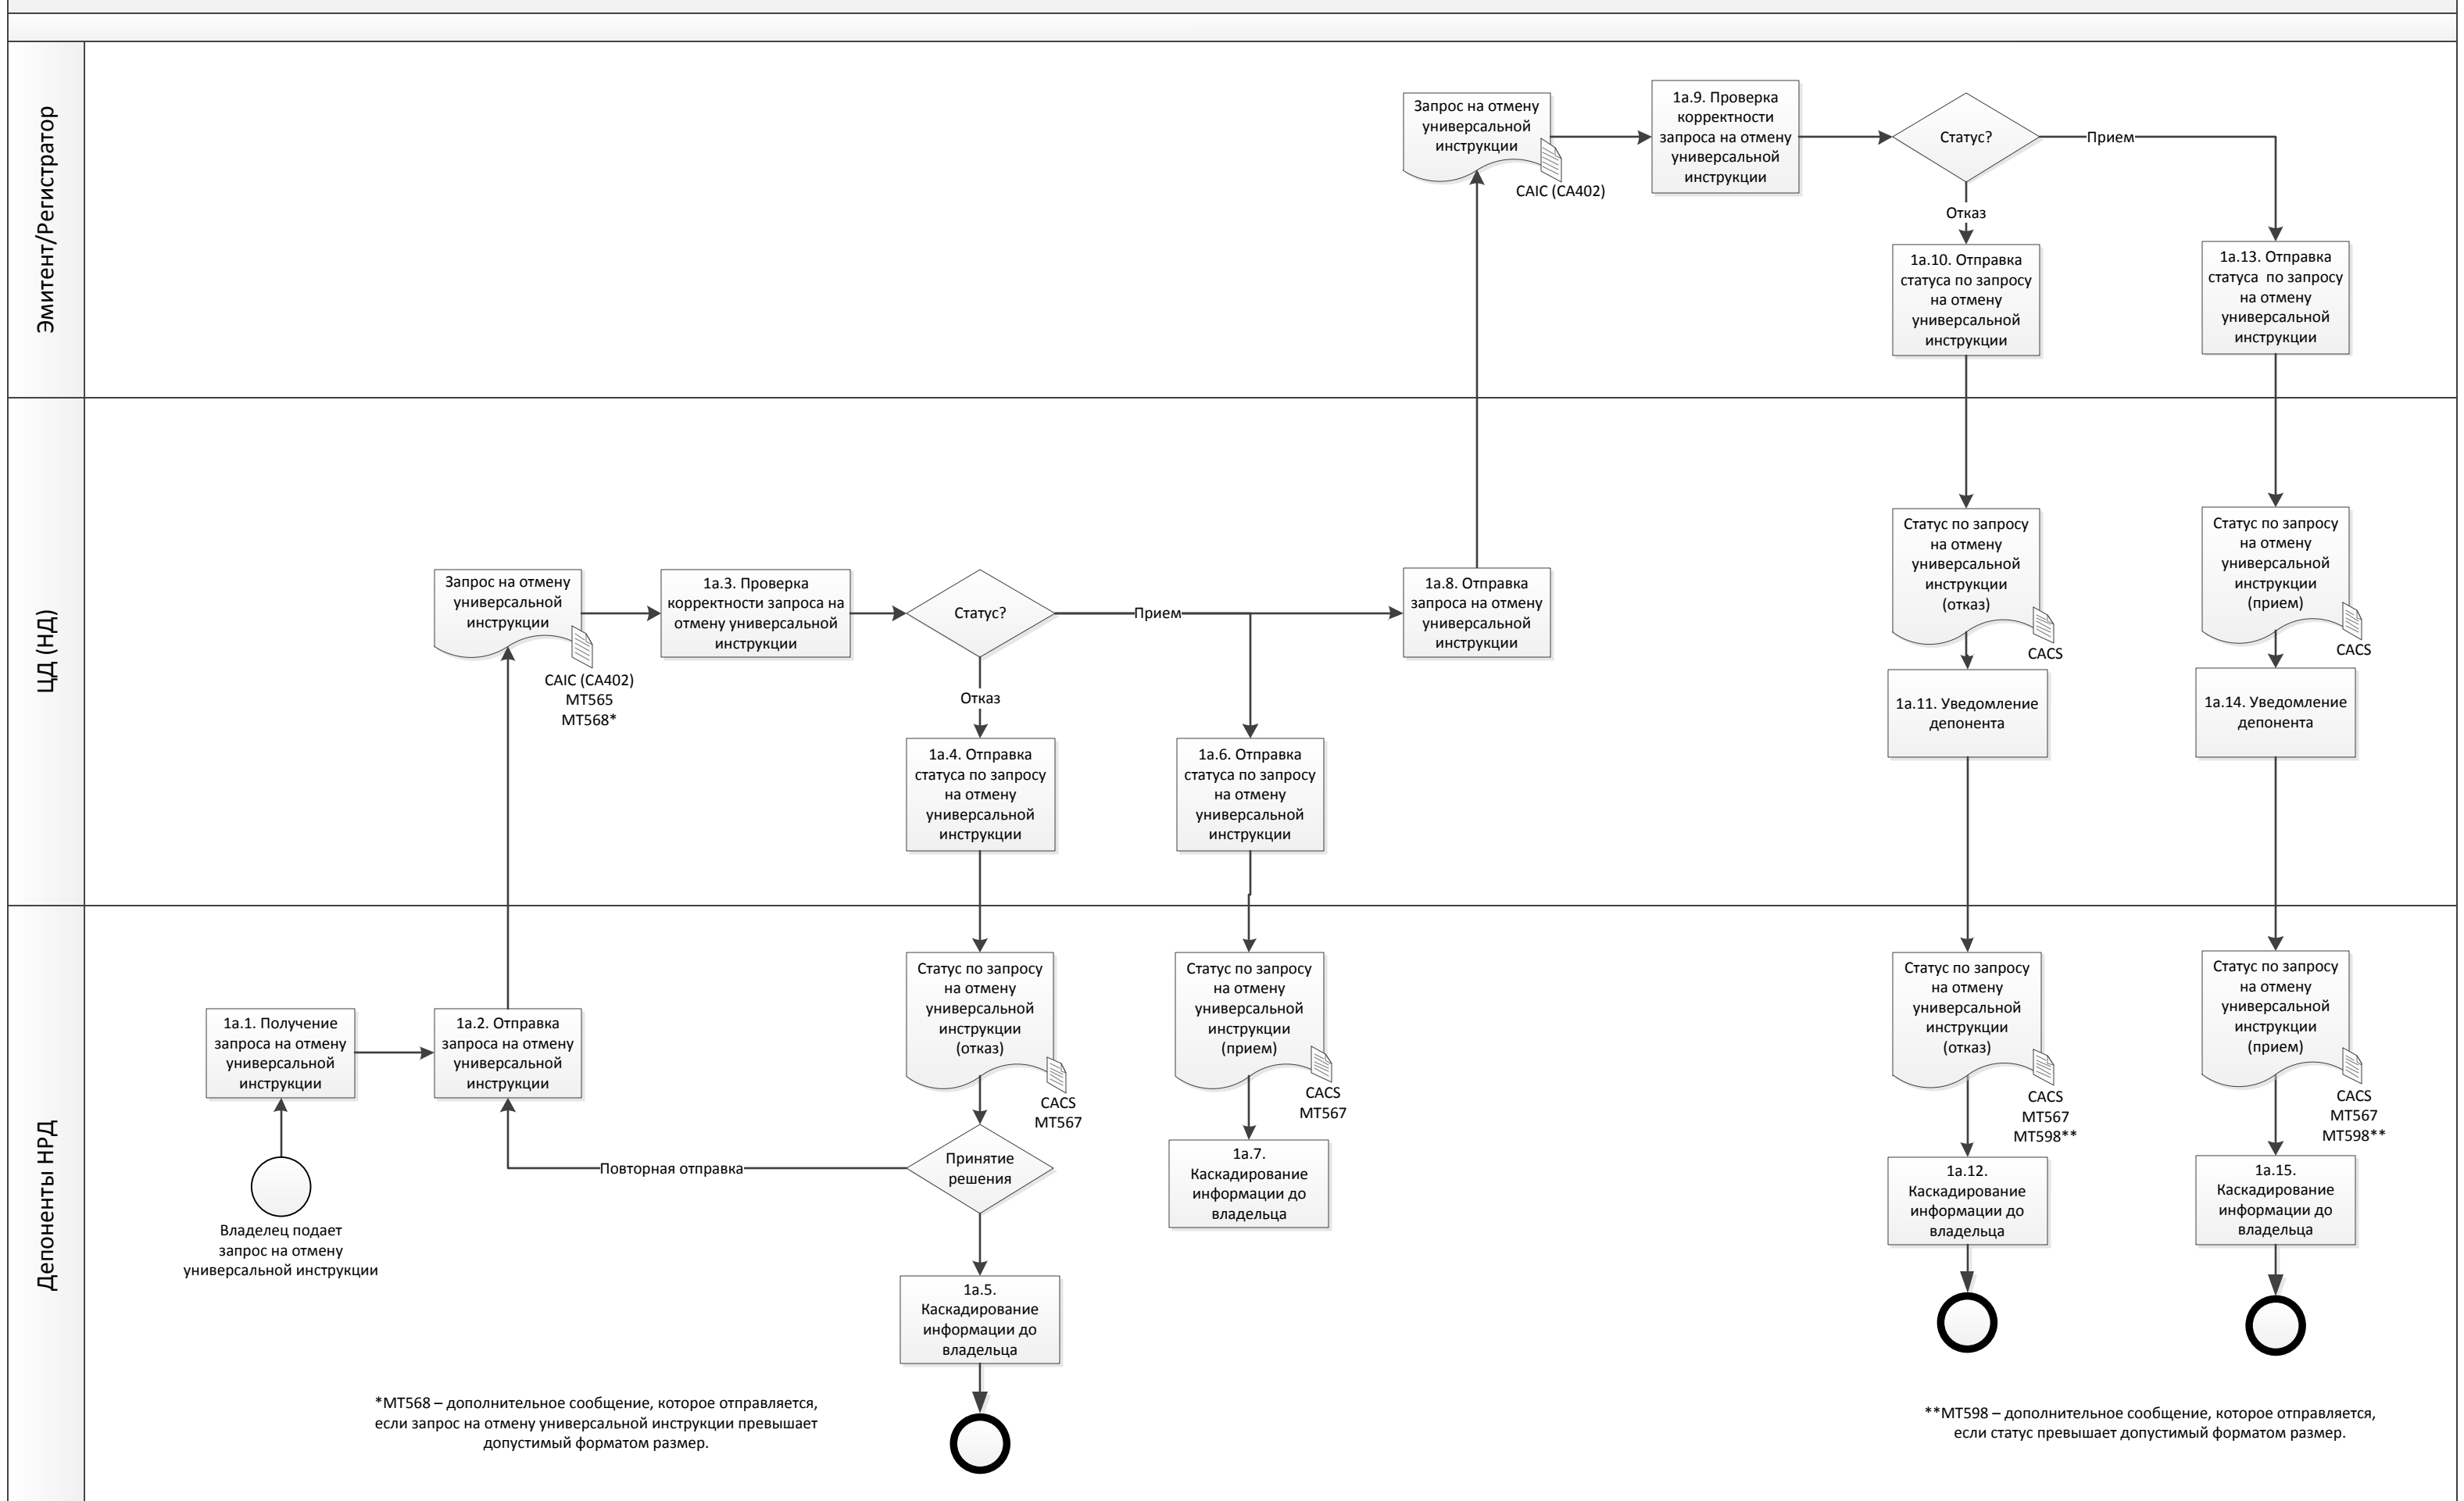 Эмитент/Регистратор
Запрос на отмену
универсальной
инструкции
CAIC (CA402)
1а.9. Проверка
корректности
запроса на отмену
универсальной
инструкции
Статус?
Прием
Отказ
1а.10. Отправка
статуса по запросу
на отмену
универсальной
инструкции
1а.13. Отправка
статуса по запросу
на отмену
универсальной
инструкции
ЦД (НД)
Запрос на отмену
универсальной
инструкции
CAIC (CA402)
MT565
MT568*
1а.3. Проверка
корректности запроса на
отмену универсальной
инструкции
Статус?
Прием
Отказ
1а.8. Отправка
запроса на отмену
универсальной
инструкции
1а.4. Отправка
статуса по запросу
на отмену
универсальной
инструкции
1а.6. Отправка
статуса по запросу
на отмену
универсальной
инструкции
Статус по запросу
на отмену
универсальной
инструкции
(отказ)
CACS
1а.11. Уведомление
депонента
Статус по запросу
на отмену
универсальной
инструкции
(прием)
CACS
1а.14. Уведомление
депонента
Депоненты НРД
1а.1. Получение
запроса на отмену
универсальной
инструкции
Владелец подает
запрос на отмену
универсальной инструкции
1а.2. Отправка
запроса на отмену
универсальной
инструкции
Статус по запросу
на отмену
универсальной
инструкции
(отказ)
CACS
MT567
Принятие
решения
Повторная отправка
1а.5.
Каскадирование
информации до
владельца
Статус по запросу
на отмену
универсальной
инструкции
(прием)
CACS
MT567
1а.7.
Каскадирование
информации до
владельца
Статус по запросу
на отмену
универсальной
инструкции
(отказ)
CACS
MT567
MT598**
1а.12.
Каскадирование
информации до
владельца
Статус по запросу
на отмену
универсальной
инструкции
(прием)
CACS
MT567
MT598**
1а.15.
Каскадирование
информации до
владельца
*MT568 – дополнительное сообщение, которое отправляется,
если запрос на отмену универсальной инструкции превышает
допустимый форматом размер.
**MT598 – дополнительное сообщение, которое отправляется,
если статус превышает допустимый форматом размер.